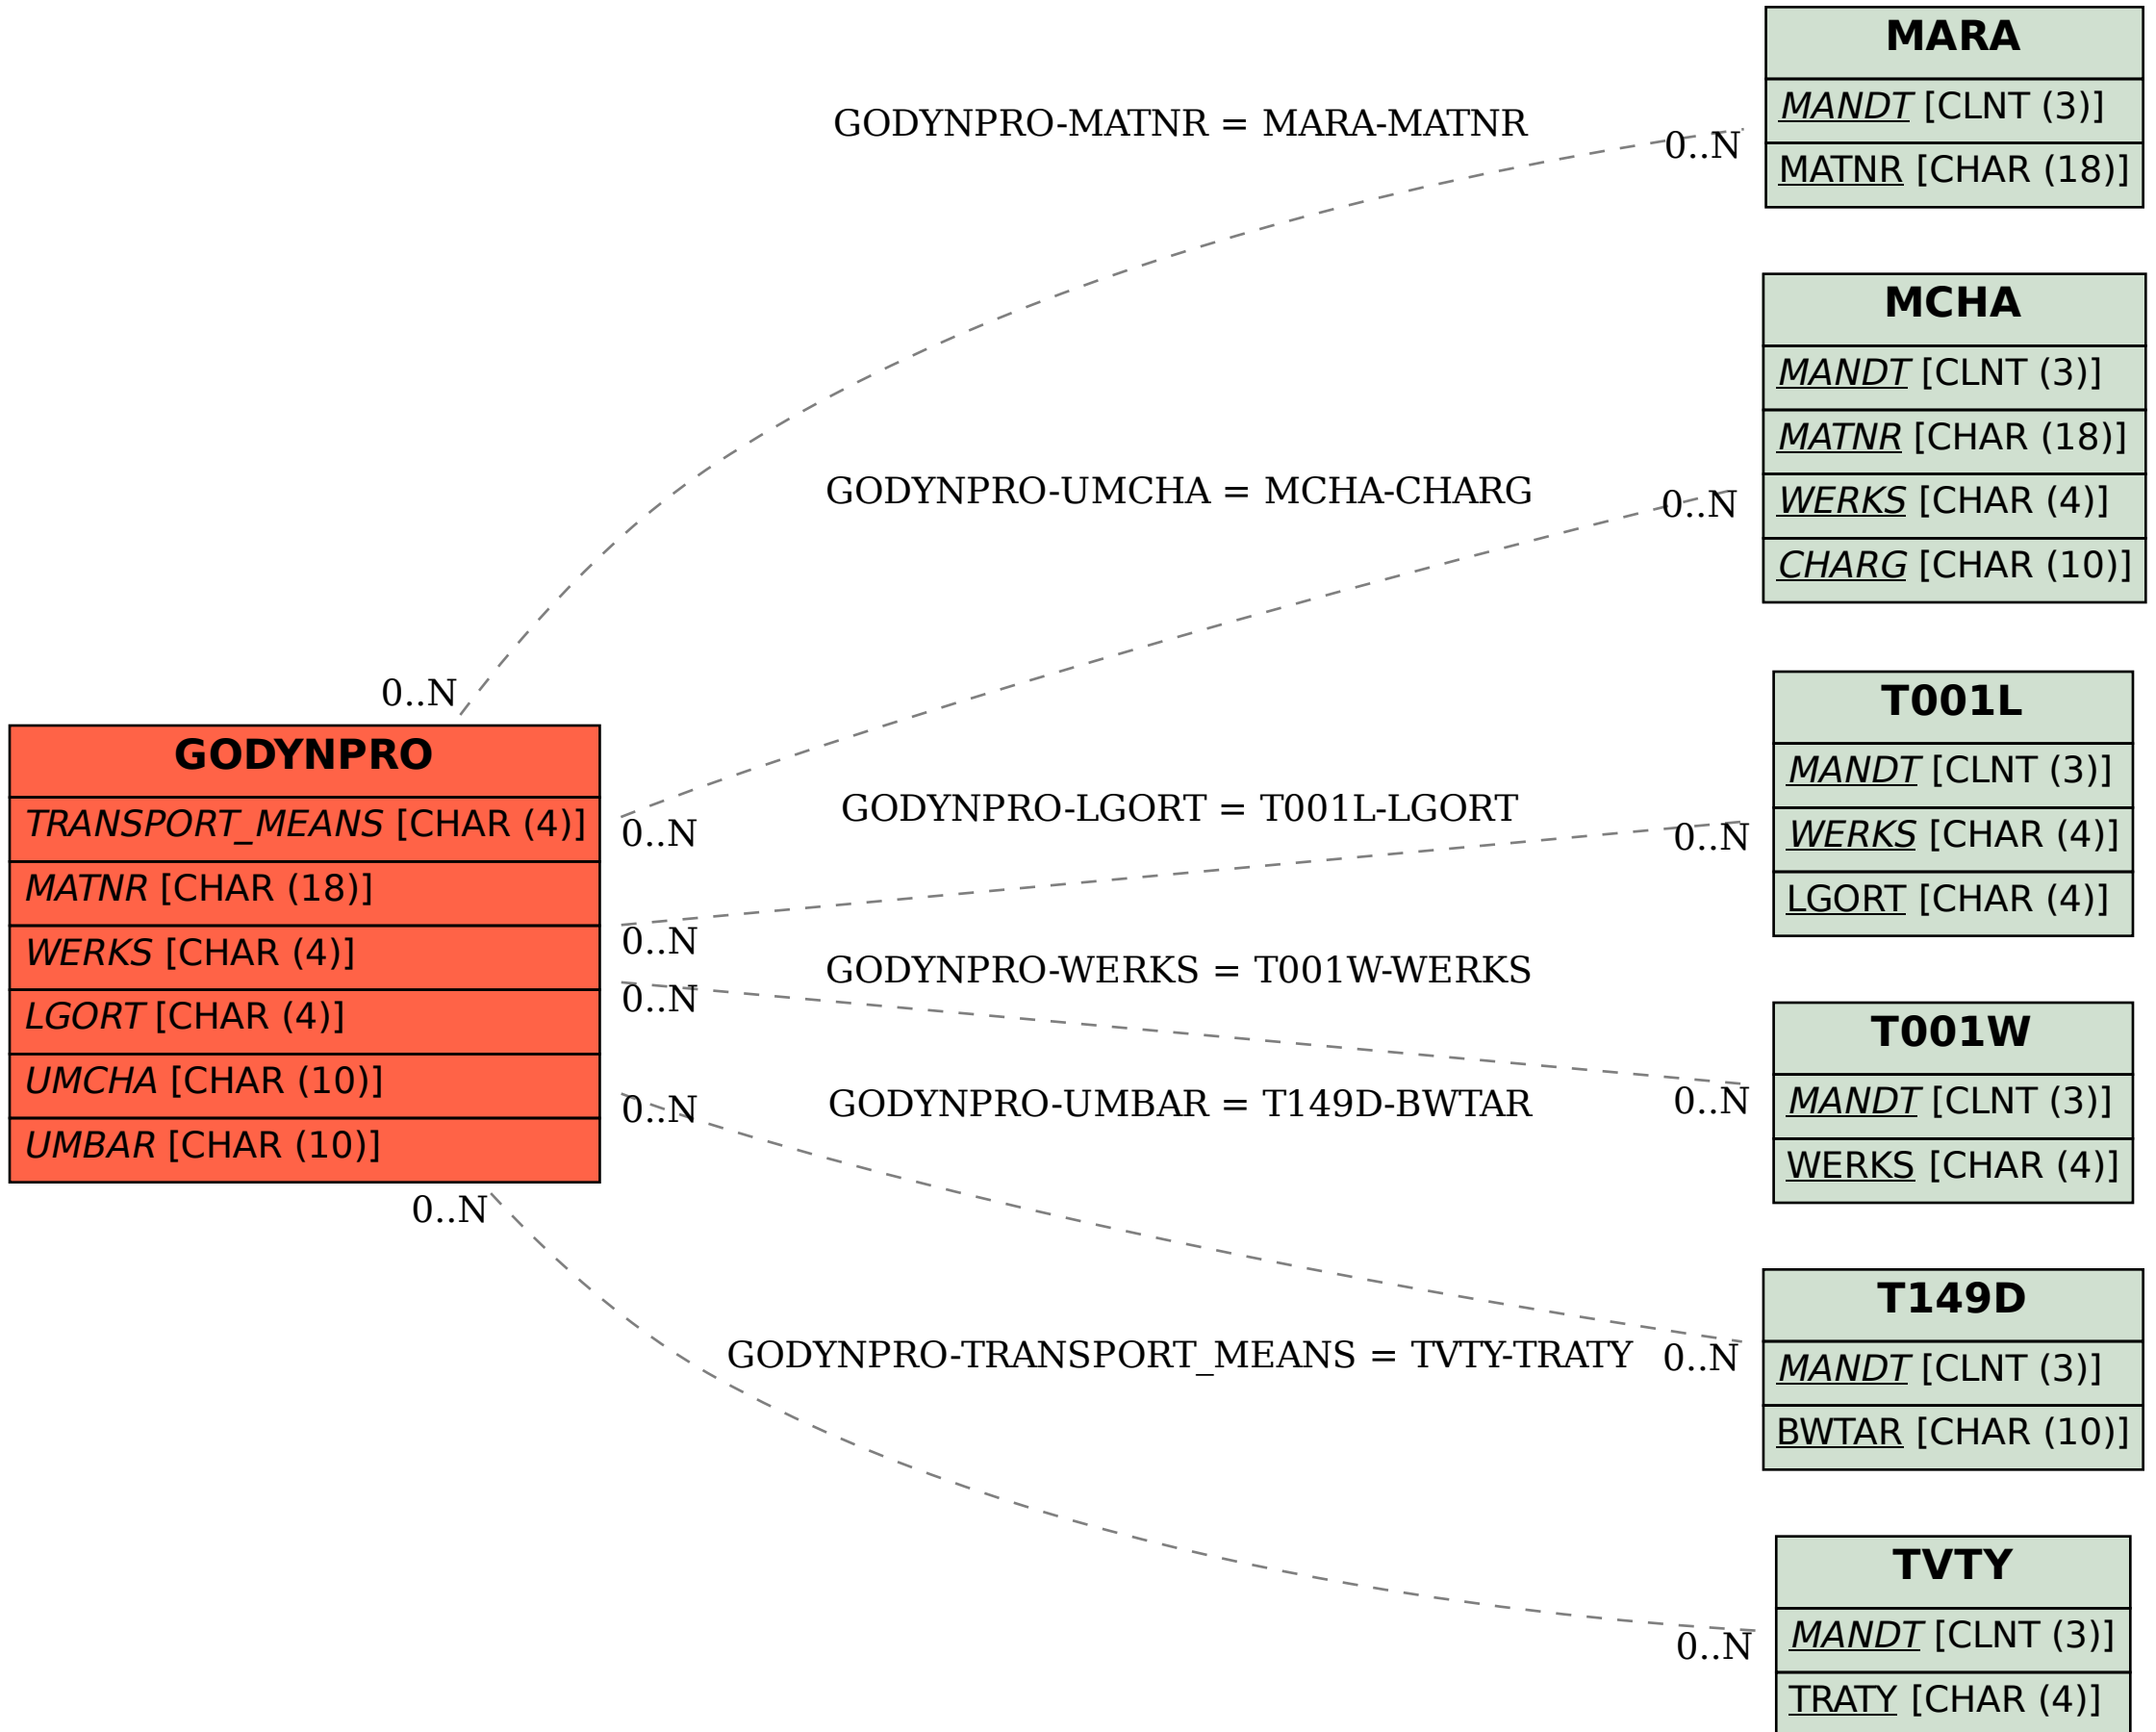 MARA
MANDT [CLNT (3)]
MATNR [CHAR (18)]
GODYNPRO-MATNR = MARA-MATNR
0..N
0..N
MCHA
MANDT [CLNT (3)]
MATNR [CHAR (18)]
WERKS [CHAR (4)]
CHARG [CHAR (10)]
GODYNPRO-UMCHA = MCHA-CHARG
0..N
0..N
GODYNPRO
TRANSPORT_MEANS [CHAR (4)]
MATNR [CHAR (18)]
WERKS [CHAR (4)]
LGORT [CHAR (4)]
UMCHA [CHAR (10)]
UMBAR [CHAR (10)]
T001L
MANDT [CLNT (3)]
WERKS [CHAR (4)]
LGORT [CHAR (4)]
GODYNPRO-LGORT = T001L-LGORT
0..N
0..N
GODYNPRO-WERKS = T001W-WERKS
0..N
0..N
T001W
MANDT [CLNT (3)]
WERKS [CHAR (4)]
GODYNPRO-UMBAR = T149D-BWTAR
0..N
0..N
T149D
MANDT [CLNT (3)]
BWTAR [CHAR (10)]
GODYNPRO-TRANSPORT_MEANS = TVTY-TRATY
0..N
0..N
TVTY
MANDT [CLNT (3)]
TRATY [CHAR (4)]